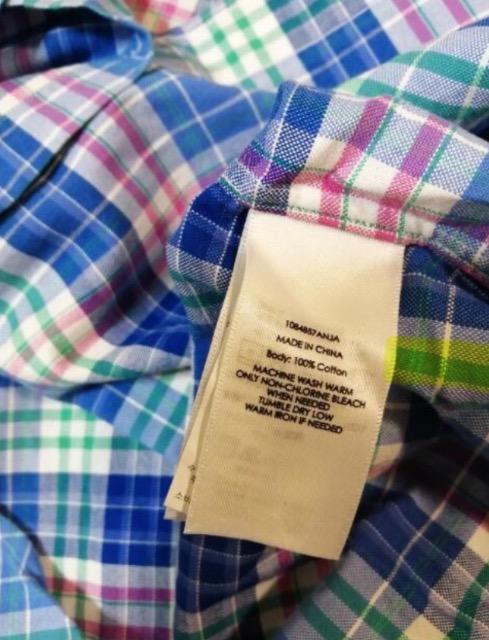 1084857ANJA
MADE IN CHINA
Body: 100% Cotton
MACHINE WASH WARM
ONLY NON-CHLORINE BLEACH
WHEN NEEDED
TUMBLE DRY LOW
WARM IRON IF NEEDED